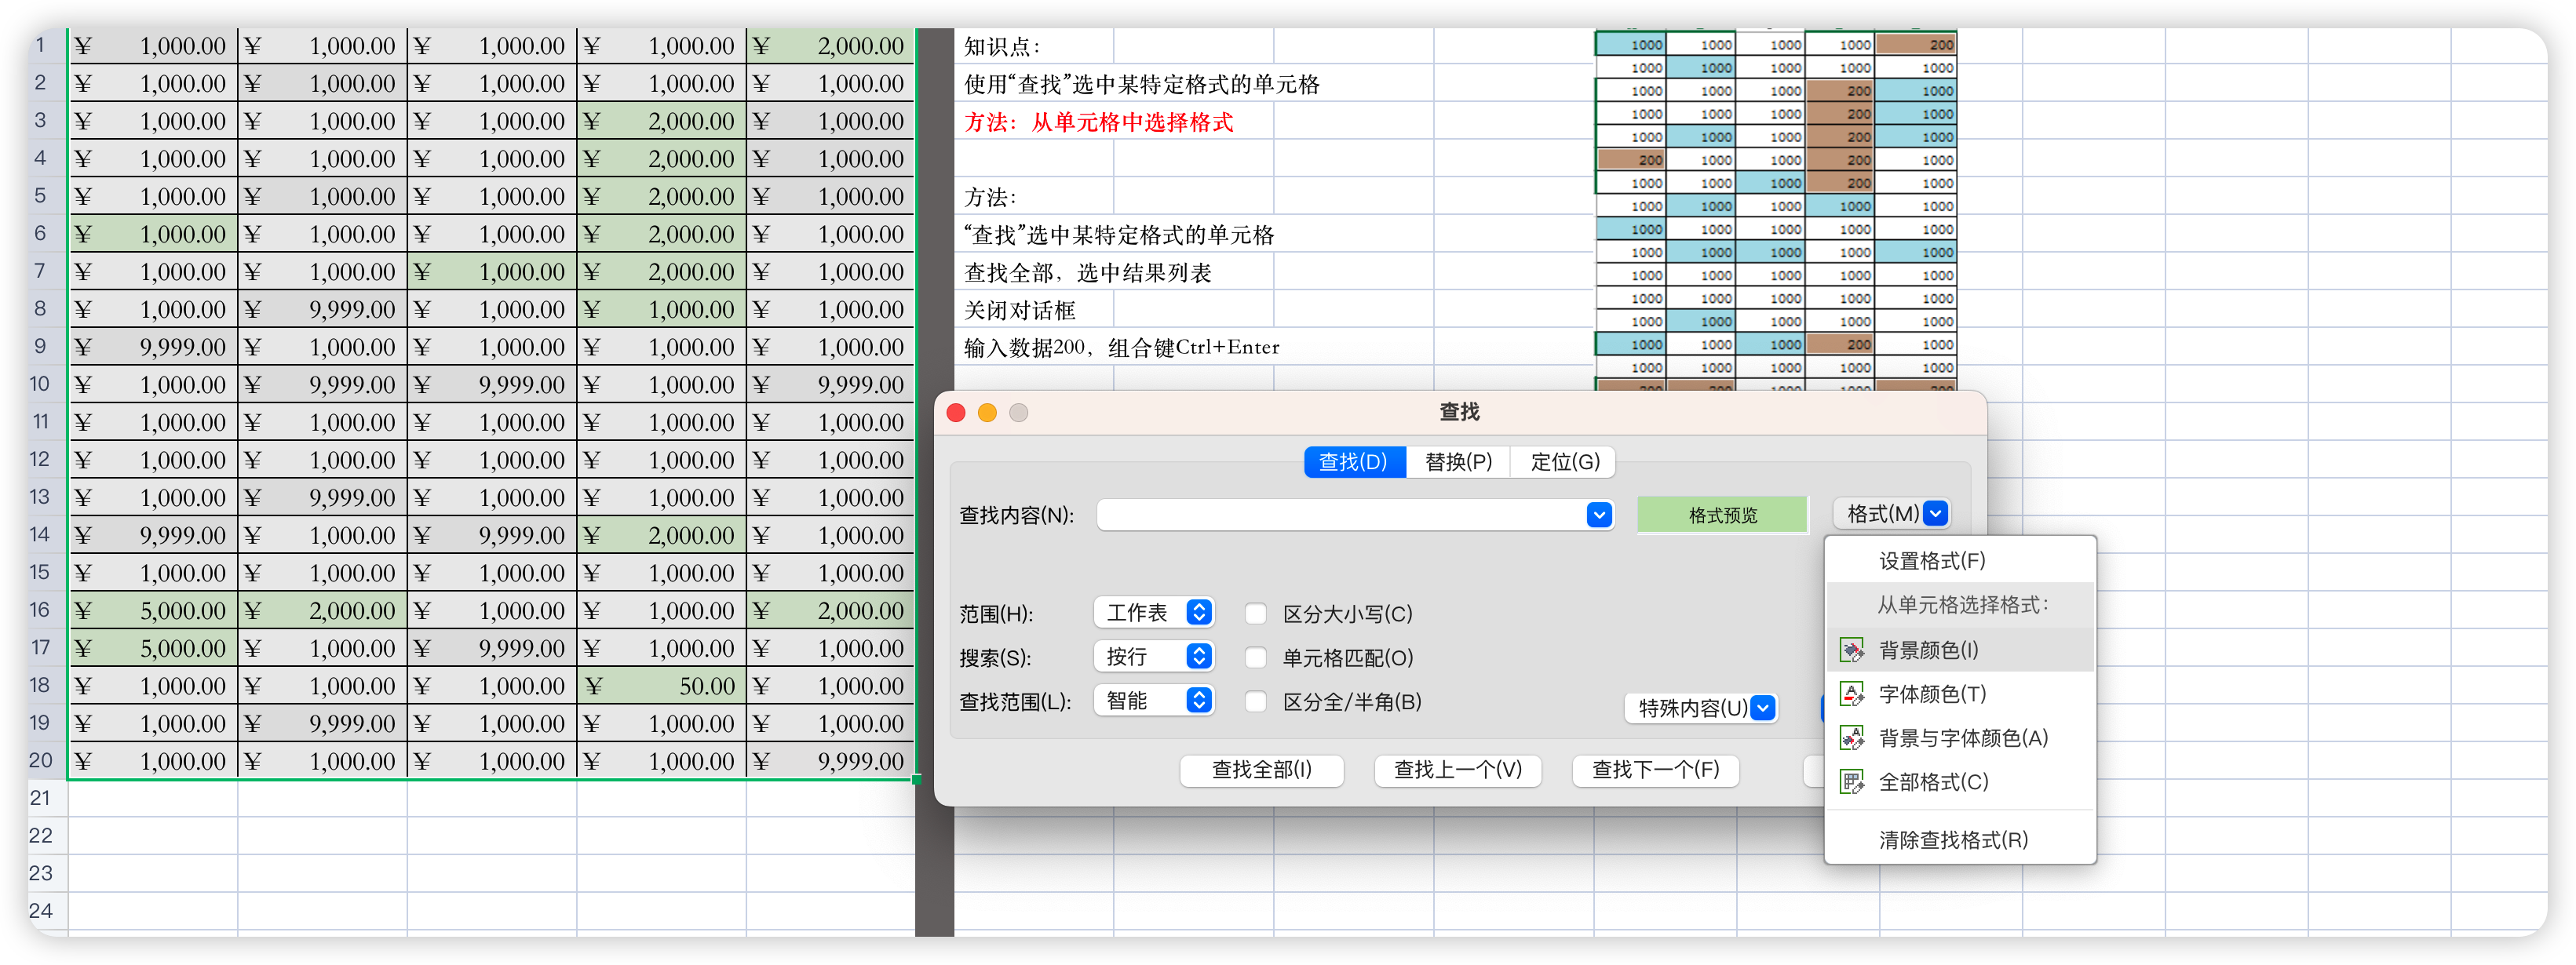 1 ¥ 1,000.00 ¥ 1,000.00 ¥ 1,000.00 ¥ 1,000.00 ¥ 2,000.00
2 ¥ 1,000.00 ¥ 1,000.00 ¥ 1,000.00 ¥ 1,000.00 ¥ 1,000.00
3 ¥ 1,000.00 ¥ 1,000.00 ¥ 1,000.00 ¥ 2,000.00 ¥ 1,000.00
4 ¥ 1,000.00 ¥ 1,000.00 ¥ 1,000.00 ¥ 2,000.00 ¥ 1,000.00
5 ¥ 1,000.00 ¥ 1,000.00 ¥ 1,000.00 ¥ 2,000.00 ¥ 1,000.00
6 ¥ 1,000.00 ¥ 1,000.00 ¥ 1,000.00 ¥ 2,000.00 ¥ 1,000.00
7 ¥ 1,000.00 ¥ 1,000.00 ¥ 1,000.00 ¥ 2,000.00 ¥ 1,000.00
8 ¥ 1,000.00 ¥ 9,999.00 ¥ 1,000.00 ¥ 1,000.00 ¥ 1,000.00
9 ¥ 9,999.00 ¥ 1,000.00 ¥ 1,000.00 ¥ 1,000.00 ¥ 1,000.00
10 ¥ 1,000.00 ¥ 9,999.00 ¥ 9,999.00 ¥ 1,000.00 ¥ 9,999.00
11 ¥ 1,000.00 ¥ 1,000.00 ¥ 1,000.00 ¥ 1,000.00 ¥ 1,000.00
12 ¥ 1,000.00 ¥ 1,000.00 ¥ 1,000.00 ¥ 1,000.00 ¥ 1,000.00
13 ¥ 1,000.00 ¥ 9,999.00 ¥ 1,000.00 ¥ 1,000.00 ¥ 1,000.00
14 ¥ 9,999.00 ¥ 1,000.00 ¥ 9,999.00 ¥ 2,000.00 ¥ 1,000.00
15 ¥ 1,000.00 ¥ 1,000.00 ¥ 1,000.00 ¥ 1,000.00 ¥ 1,000.00
16 ¥ 5,000.00 ¥ 2,000.00 ¥ 1,000.00 ¥ 1,000.00 ¥ 2,000.00
17 ¥ 5,000.00 ¥ 1,000.00 ¥ 9,999.00 ¥ 1,000.00 ¥ 1,000.00
18 ¥ 1,000.00 ¥ 1,000.00 ¥ 1,000.00 ¥ 50.00 ¥ 1,000.00
19 ¥ 1,000.00 ¥ 9,999.00 ¥ 1,000.00 ¥ 1,000.00 ¥ 1,000.00
20 ¥ 1,000.00 ¥ 1,000.00 ¥ 1,000.00 ¥ 1,000.00 ¥ 9,999.00
21
22
23
24
知识点：
使用“查找”选中某特定格式的单元格
方法：从单元格中选择格式
方法：
“查找”选中某特定格式的单元格
查找全部，选中结果列表
关闭对话框
输入数据200，组合键Ctrl+Enter
1000 1000 1000 1000 200
1000 1000 1000 1000 1000
1000 1000 1000 200 1000
1000 1000 1000 200 1000
1000 1000 1000 200 1000
200 1000 1000 200 1000
1000 1000 1000 200 1000
1000 1000 1000 1000 1000
1000 1000 1000 1000 1000
1000 1000 1000 1000 1000
1000 1000 1000 1000 1000
1000 1000 1000 1000 1000
1000 1000 1000 1000 1000
1000 1000 1000 200 1000
1000 1000 1000 1000 1000
查找
查找(D) 替换(P) 定位(G)
查找内容(N): 格式预览 格式(M)
范围(H): 工作表 区分大小写(C)
搜索(S): 按行 单元格匹配(O)
查找范围(L): 智能 区分全/半角(B) 特殊内容(U)
查找全部(I) 查找上一个(V) 查找下一个(F)
设置格式(F)
从单元格选择格式：
背景颜色(I)
字体颜色(T)
背景与字体颜色(A)
全部格式(C)
清除查找格式(R)